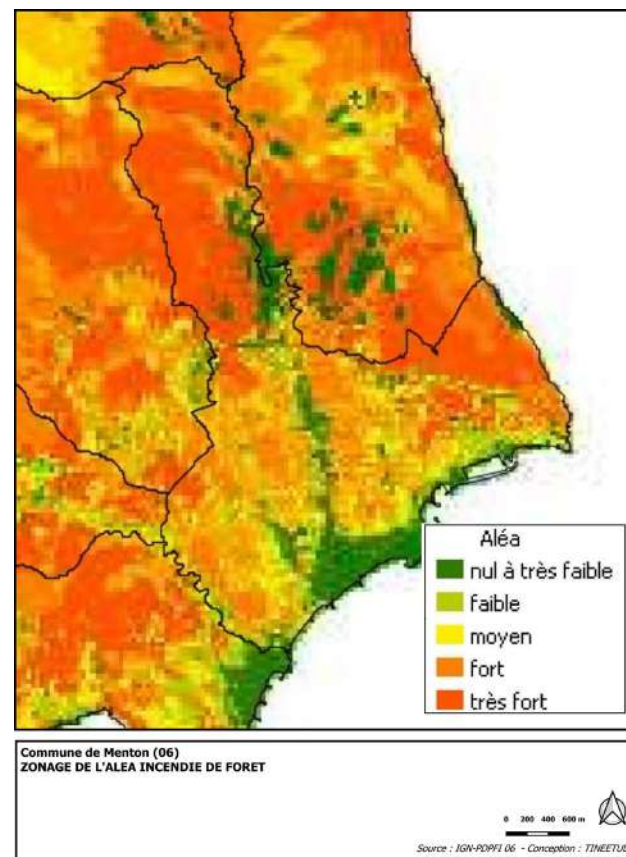 Aléa
nul à très faible
faible
moyen
fort
très fort
Commune de Menton (06)
ZONAGE DE L'ALEA INCENDIE DE FORET
0 200 400 600 m
Source : IGN-PDPFI 06 - Conception : TINEETUDE